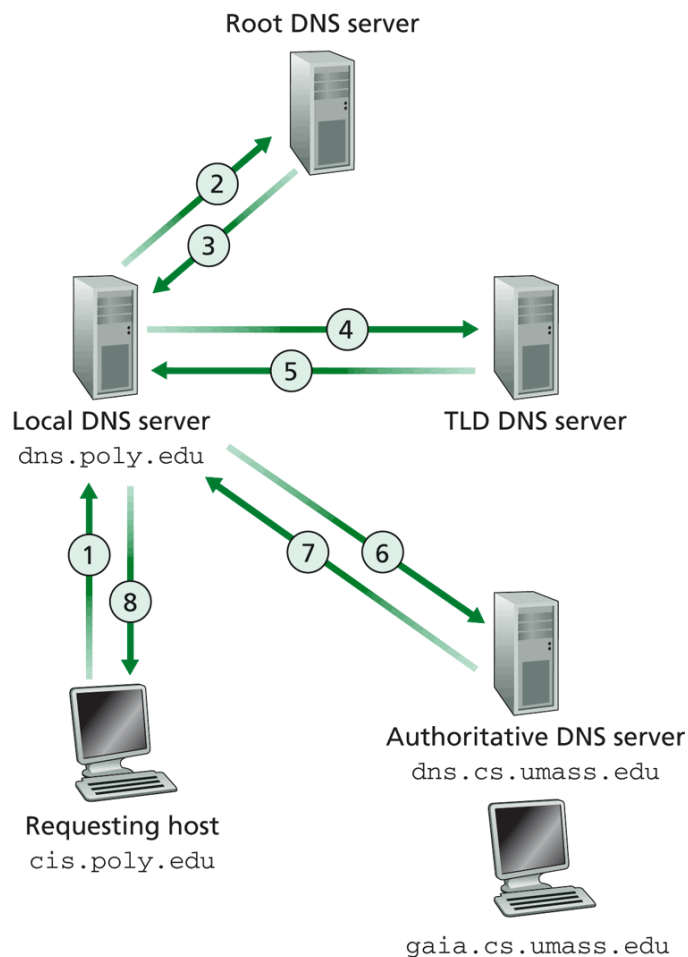 Root DNS server
2
3
4
5
Local DNS server
dns.poly.edu
TLD DNS server
1
8
7
6
Authoritative DNS server
dns.cs.umass.edu
Requesting host
cis.poly.edu
gaia.cs.umass.edu